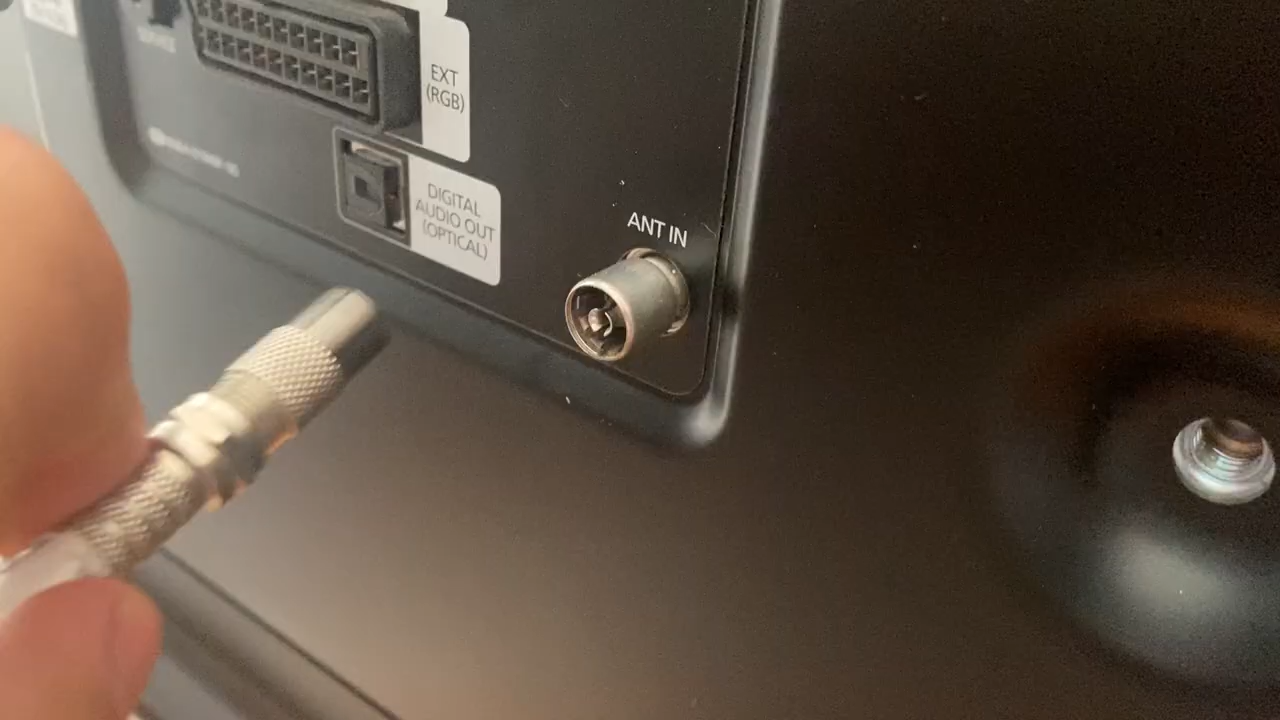 EXT
(RGB)
DIGITAL
AUDIO OUT
(OPTICAL)
ANT IN